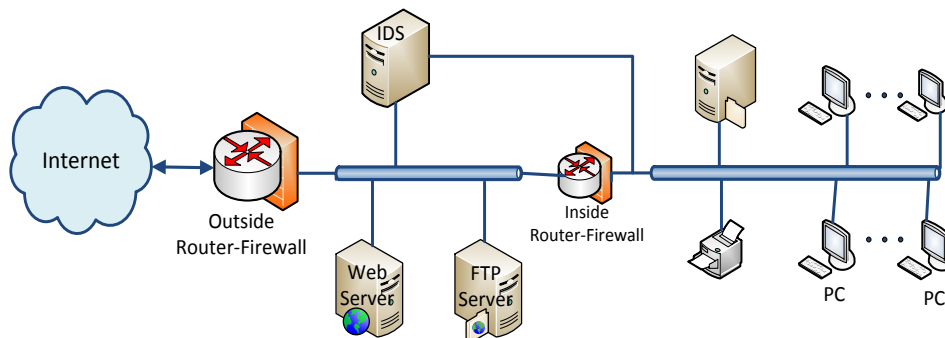 IDS
Internet
Outside
Router-Firewall
Inside
Router-Firewall
Web
Server
FTP
Server
PC
PC